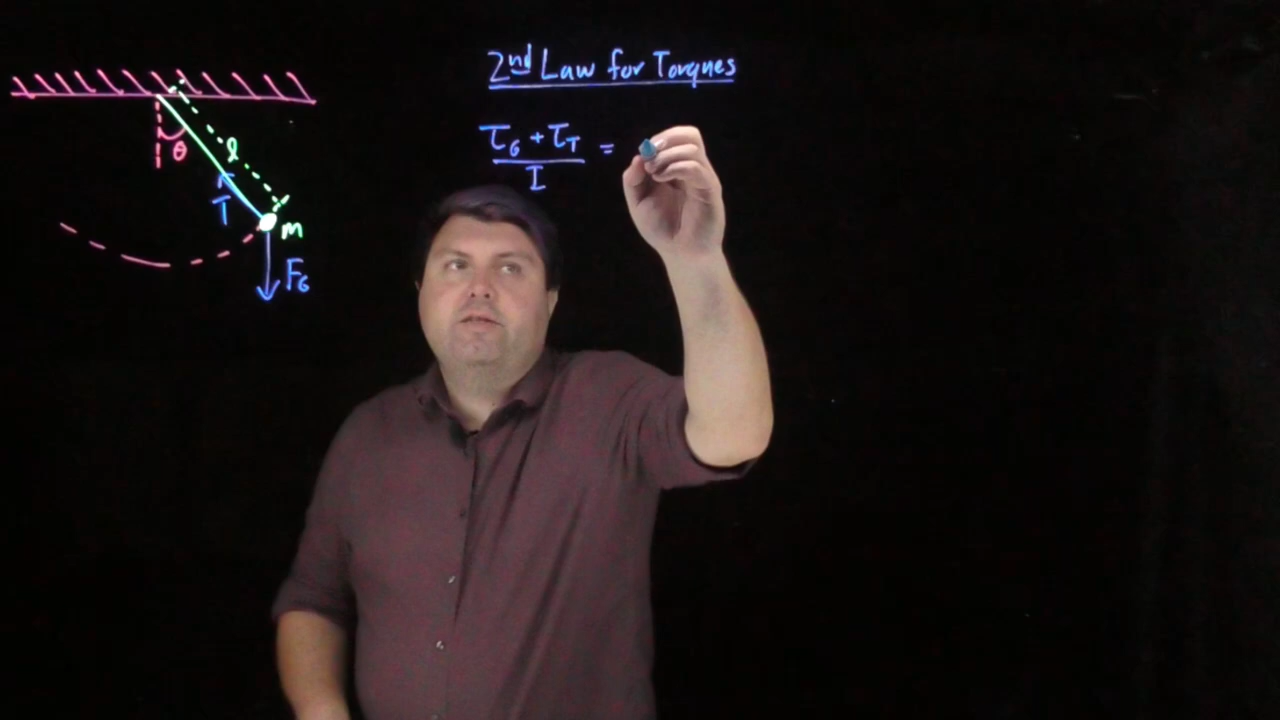 2nd Law for Torques
τG + τT =
I
θ
l
T
m
FG